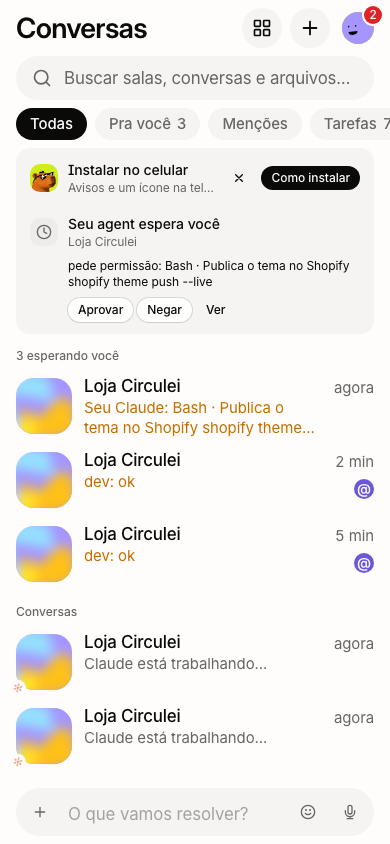 Conversas
2
Buscar salas, conversas e arquivos...
Todas
Pra você 3
Menções
Tarefas 7
Instalar no celular
Avisos e um ícone na tel...
Como instalar
Seu agent espera você
Loja Circulei
pede permissão: Bash · Publica o tema no Shopify
shopify theme push --live
Aprovar
Negar
Ver
3 esperando você
Loja Circulei
agora
Seu Claude: Bash · Publica o
tema no Shopify shopify theme...
Loja Circulei
2 min
dev: ok
@
Loja Circulei
5 min
dev: ok
@
Conversas
Loja Circulei
agora
Claude está trabalhando...
Loja Circulei
agora
Claude está trabalhando...
O que vamos resolver?